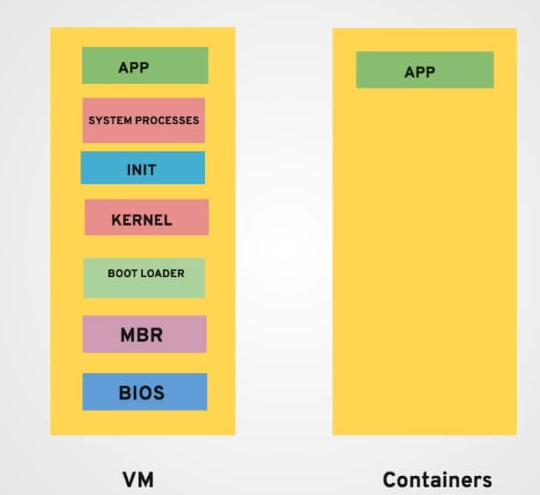 APP
SYSTEM PROCESSES
INIT
KERNEL
BOOT LOADER
MBR
BIOS
VM
APP
Containers